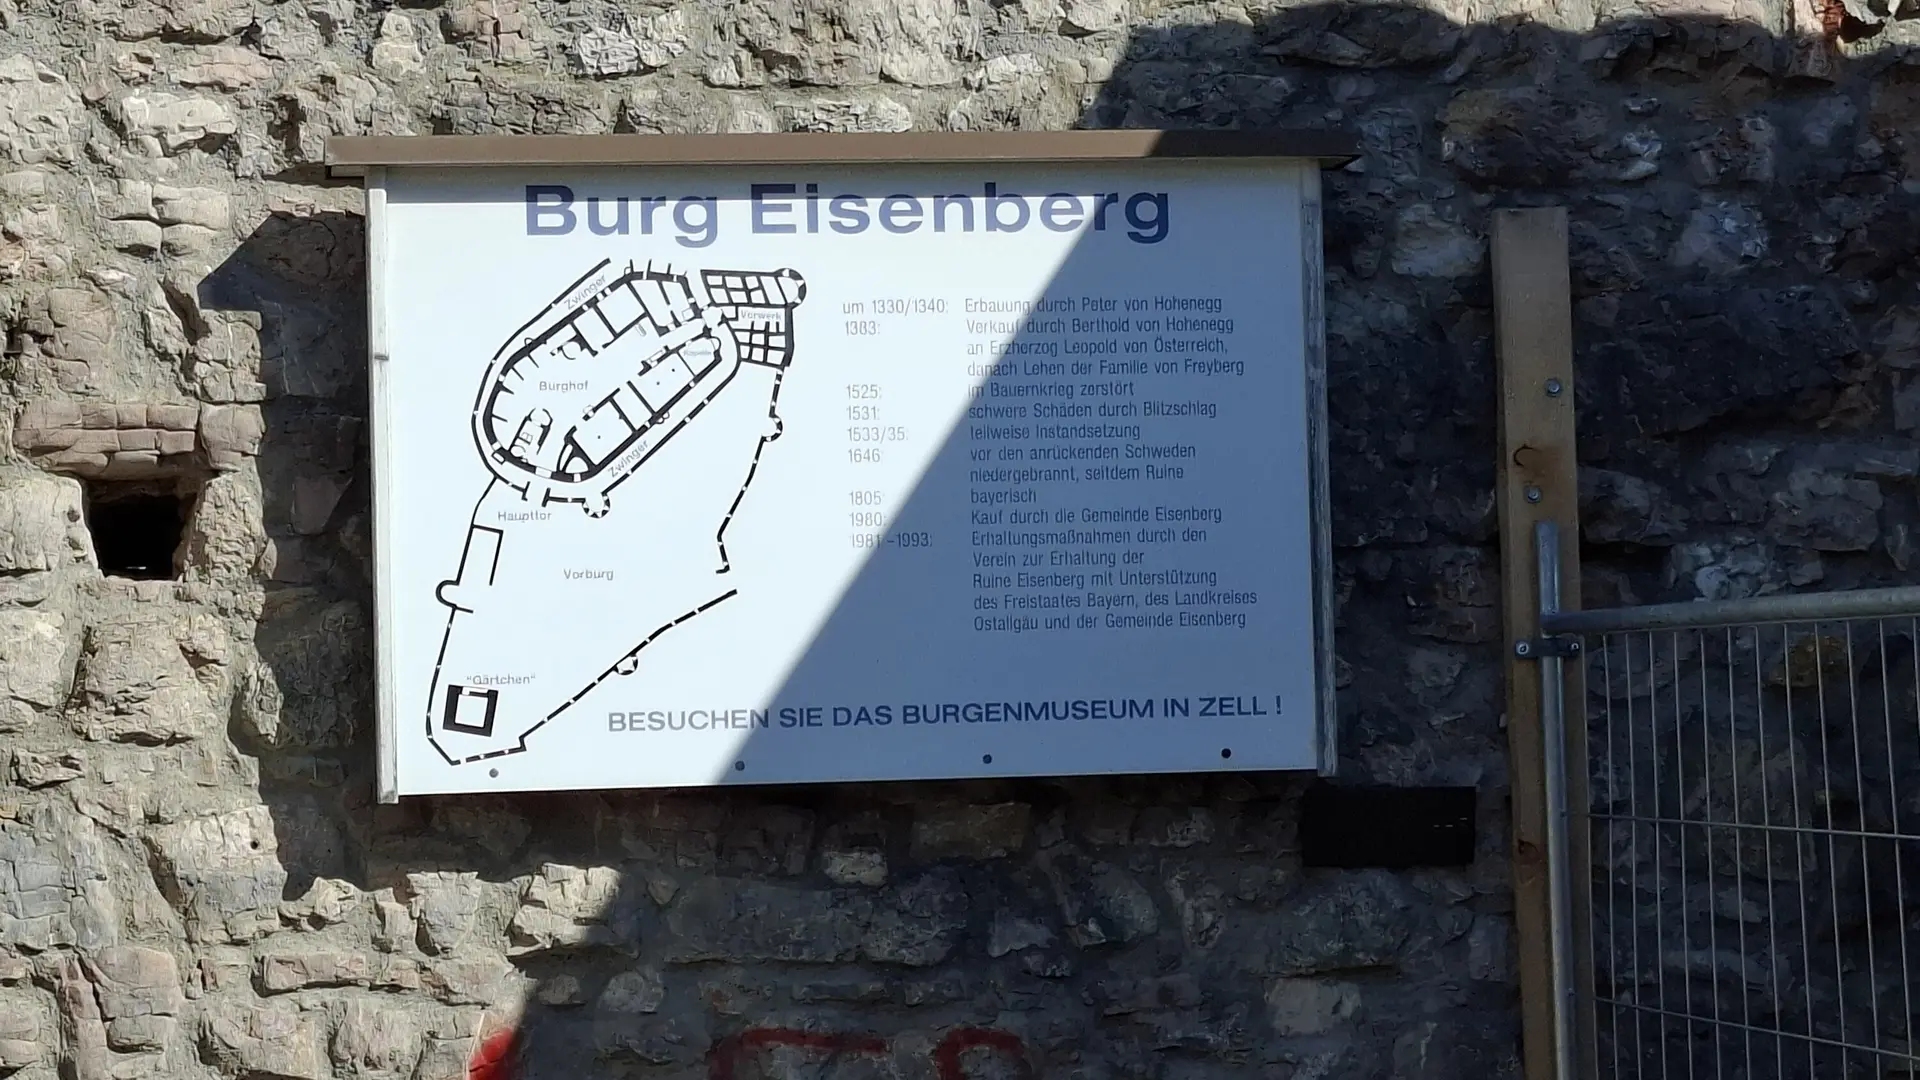 Burg Eisenberg
Zwinger
Vorwerk
Kapelle
Burghof
Zwinger
Haupttor
Vorburg
"Gärtchen"
um 1330/1340: Erbauung durch Peter von Hohenegg
1383: Verkauf durch Berthold von Hohenegg
an Erzherzog Leopold von Österreich,
danach Lehen der Familie von Freyberg
1525: im Bauernkrieg zerstört
1531: schwere Schäden durch Blitzschlag
1533/35: teilweise Instandsetzung
1646: vor den anrückenden Schweden
niedergebrannt, seitdem Ruine
1805: bayerisch
1980: Kauf durch die Gemeinde Eisenberg
1981-1993: Erhaltungsmaßnahmen durch den
Verein zur Erhaltung der
Ruine Eisenberg mit Unterstützung
des Freistaates Bayern, des Landkreises
Ostallgäu und der Gemeinde Eisenberg
BESUCHEN SIE DAS BURGENMUSEUM IN ZELL !